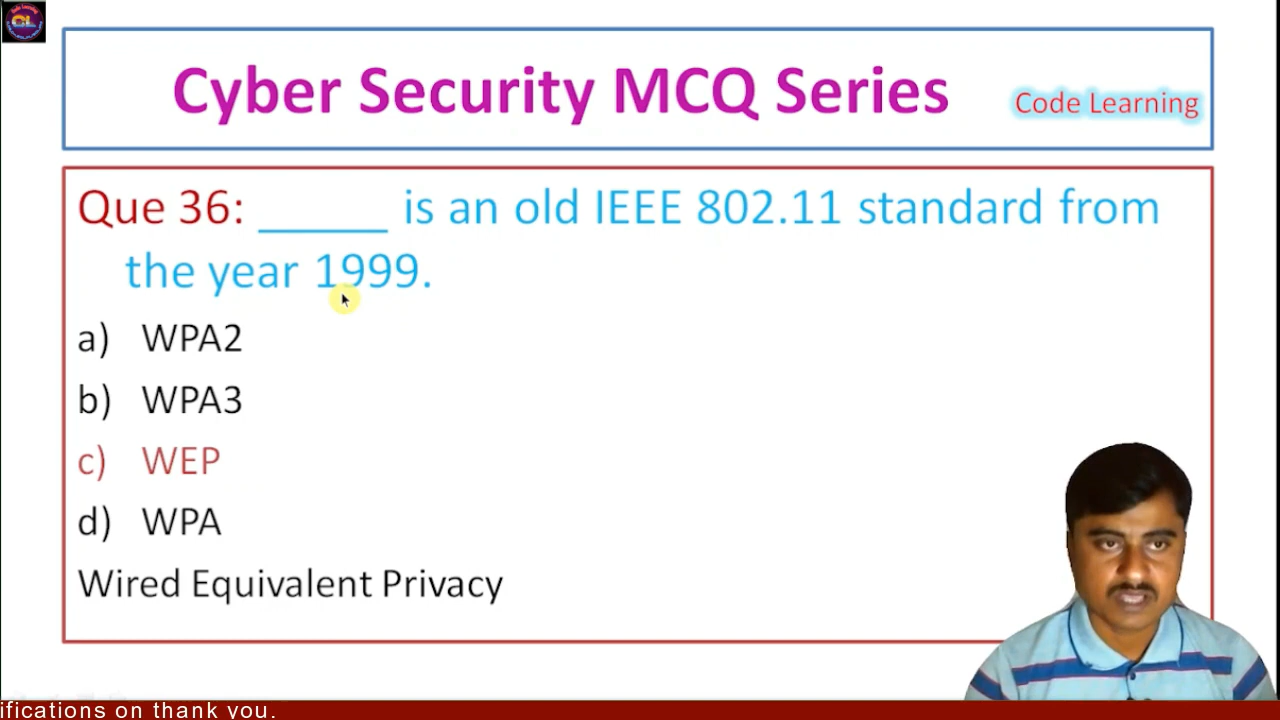 Cyber Security MCQ Series
Code Learning
Que 36: _____ is an old IEEE 802.11 standard from
the year 1999.
a) WPA2
b) WPA3
c) WEP
d) WPA
Wired Equivalent Privacy
ifications on thank you.